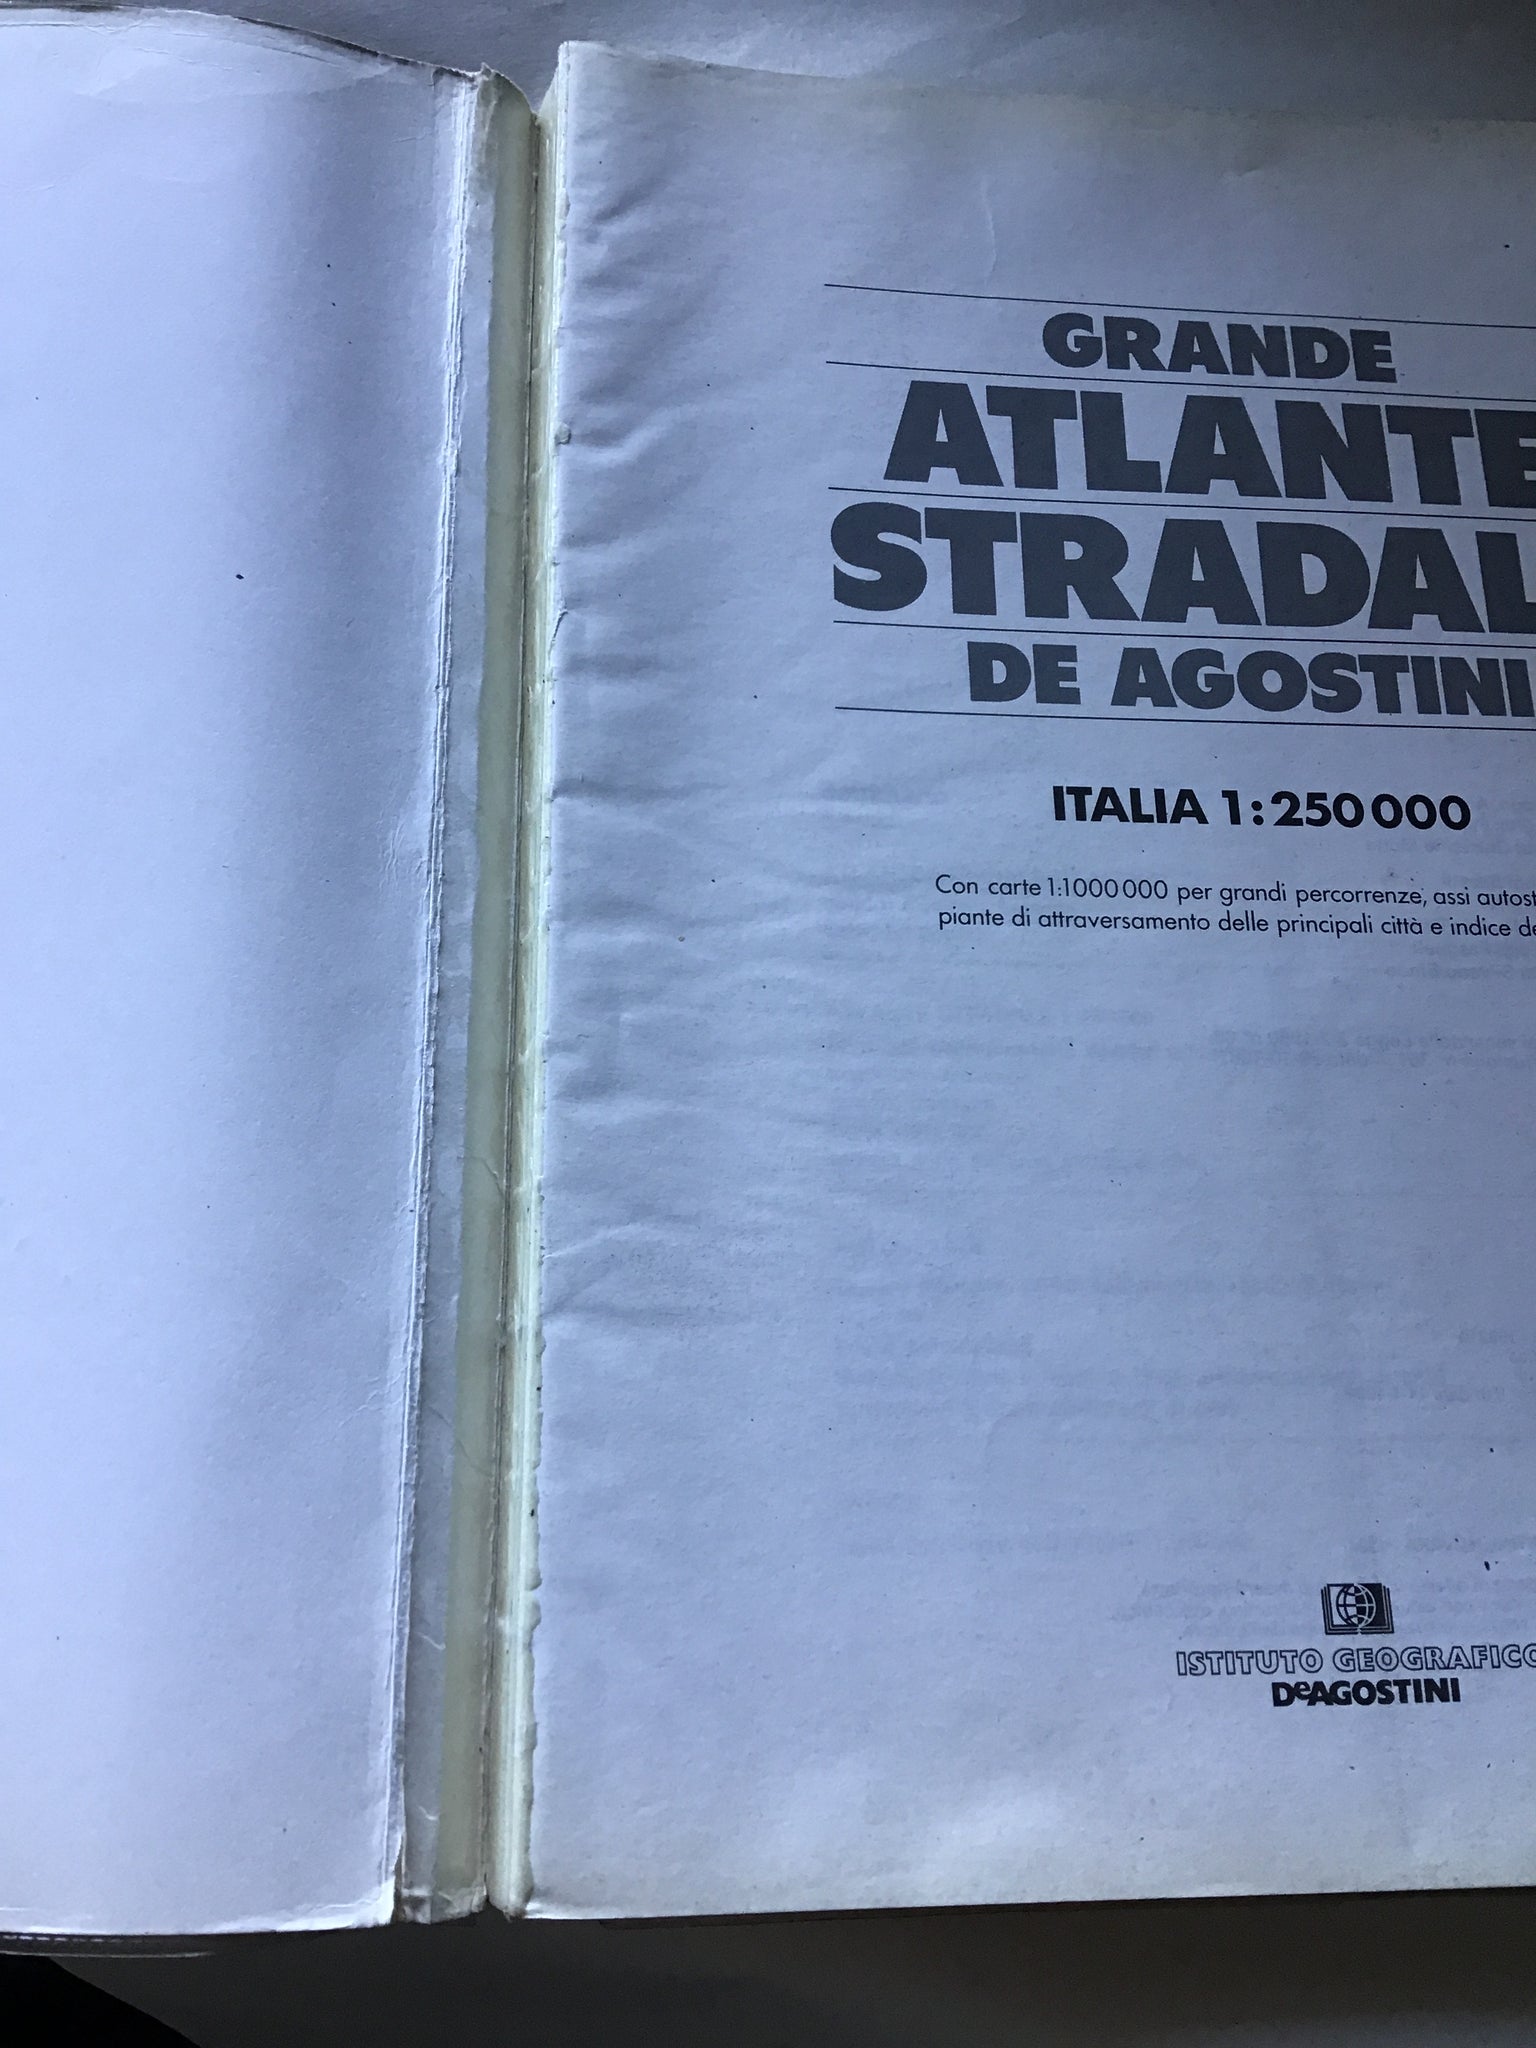 GRANDE
ATLANTE
STRADAL
DE AGOSTINI
ITALIA 1:250000
Con carte 1:1000000 per grandi percorrenze, assi autost
piante di attraversamento delle principali città e indice de
ISTITUTO GEOGRAFICO
DeAGOSTINI